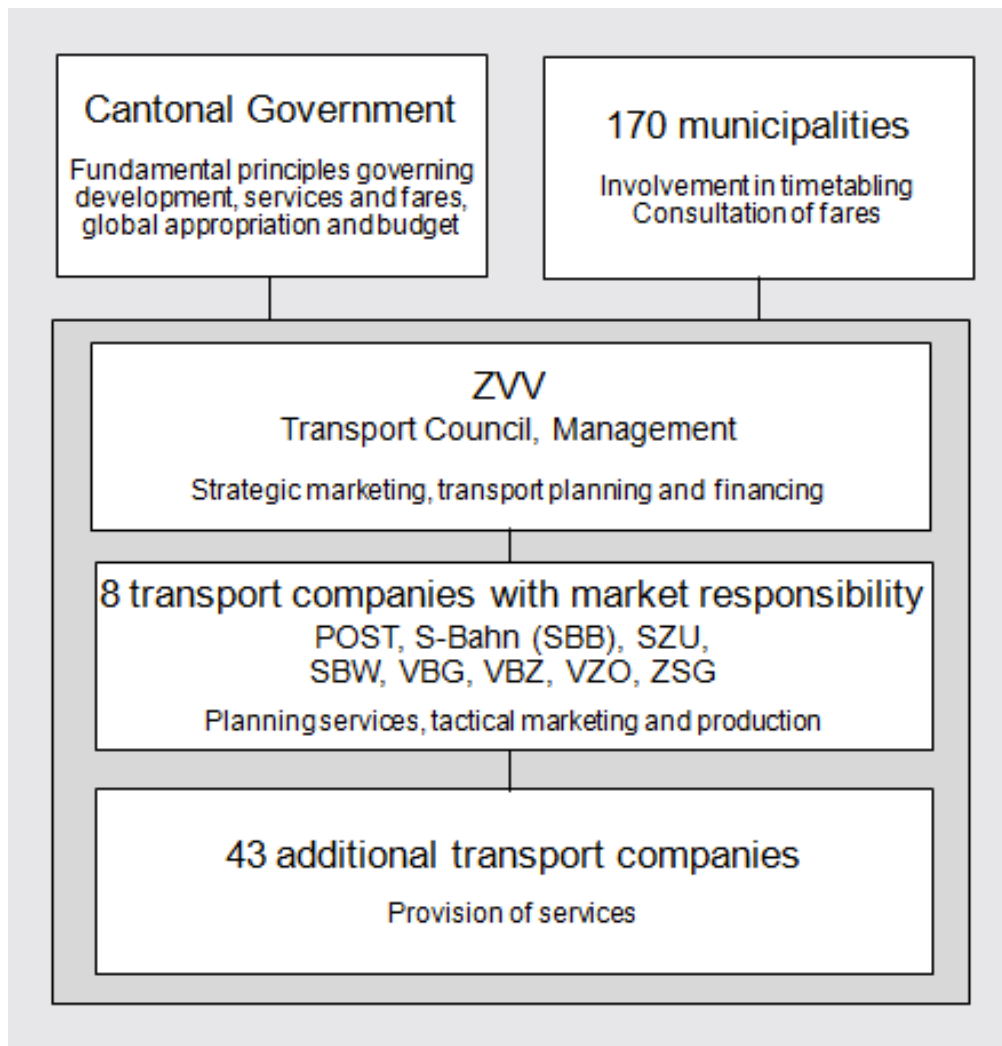 Cantonal Government
Fundamental principles governing
development, services and fares,
global appropriation and budget
170 municipalities
Involvement in timetabling
Consultation of fares
ZVV
Transport Council, Management
Strategic marketing, transport planning and financing
8 transport companies with market responsibility
POST, S-Bahn (SBB), SZU,
SBW, VBG, VBZ, VZO, ZSG
Planning services, tactical marketing and production
43 additional transport companies
Provision of services